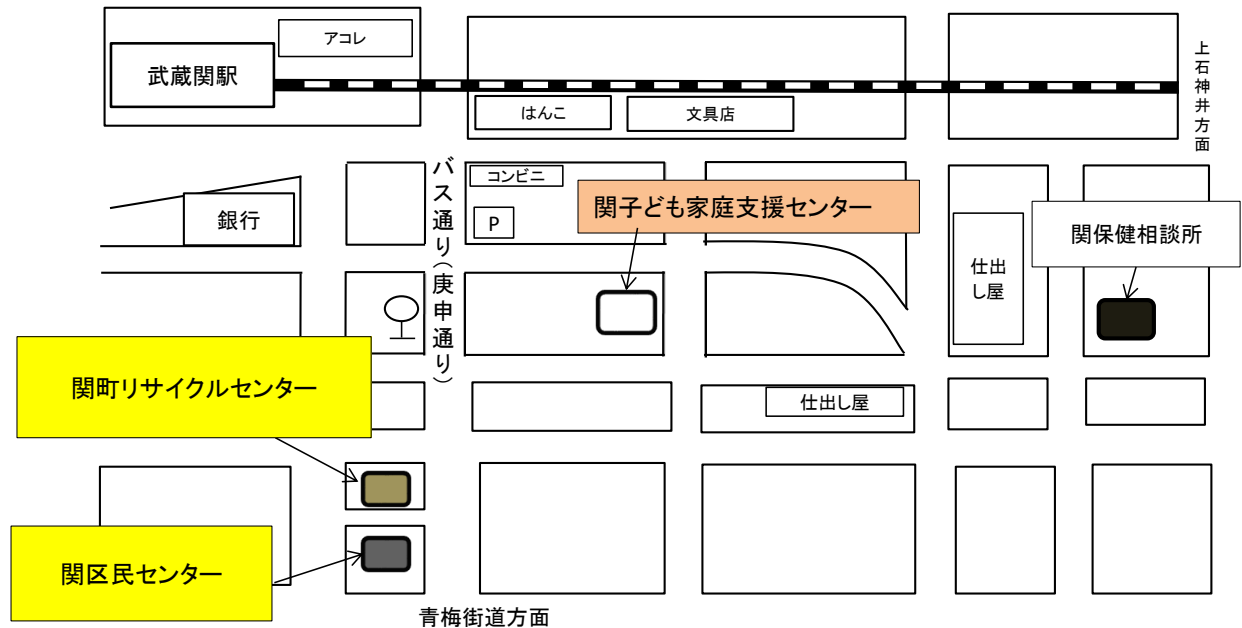 アコレ
武蔵関駅
上石神井方面
はんこ
文具店
バス通り（庚申通り）
コンビニ
P
銀行
関子ども家庭支援センター
関保健相談所
仕出
し屋
関町リサイクルセンター
仕出し屋
関区民センター
青梅街道方面